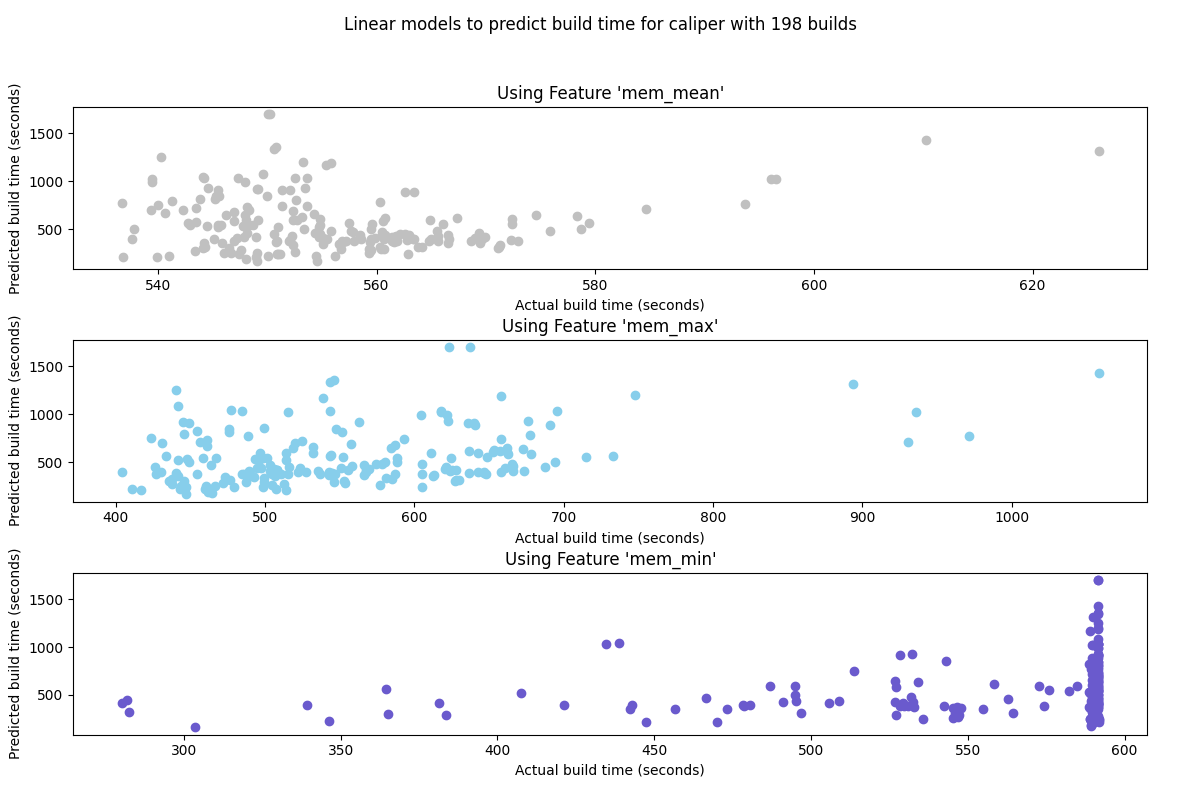 Linear models to predict build time for caliper with 198 builds
Using Feature 'mem_mean'
Predicted build time (seconds)
1500
1000
500
540 560 580 600 620
Actual build time (seconds)
Using Feature 'mem_max'
Predicted build time (seconds)
1500
1000
500
400 500 600 700 800 900 1000
Actual build time (seconds)
Using Feature 'mem_min'
Predicted build time (seconds)
1500
1000
500
300 350 400 450 500 550 600
Actual build time (seconds)